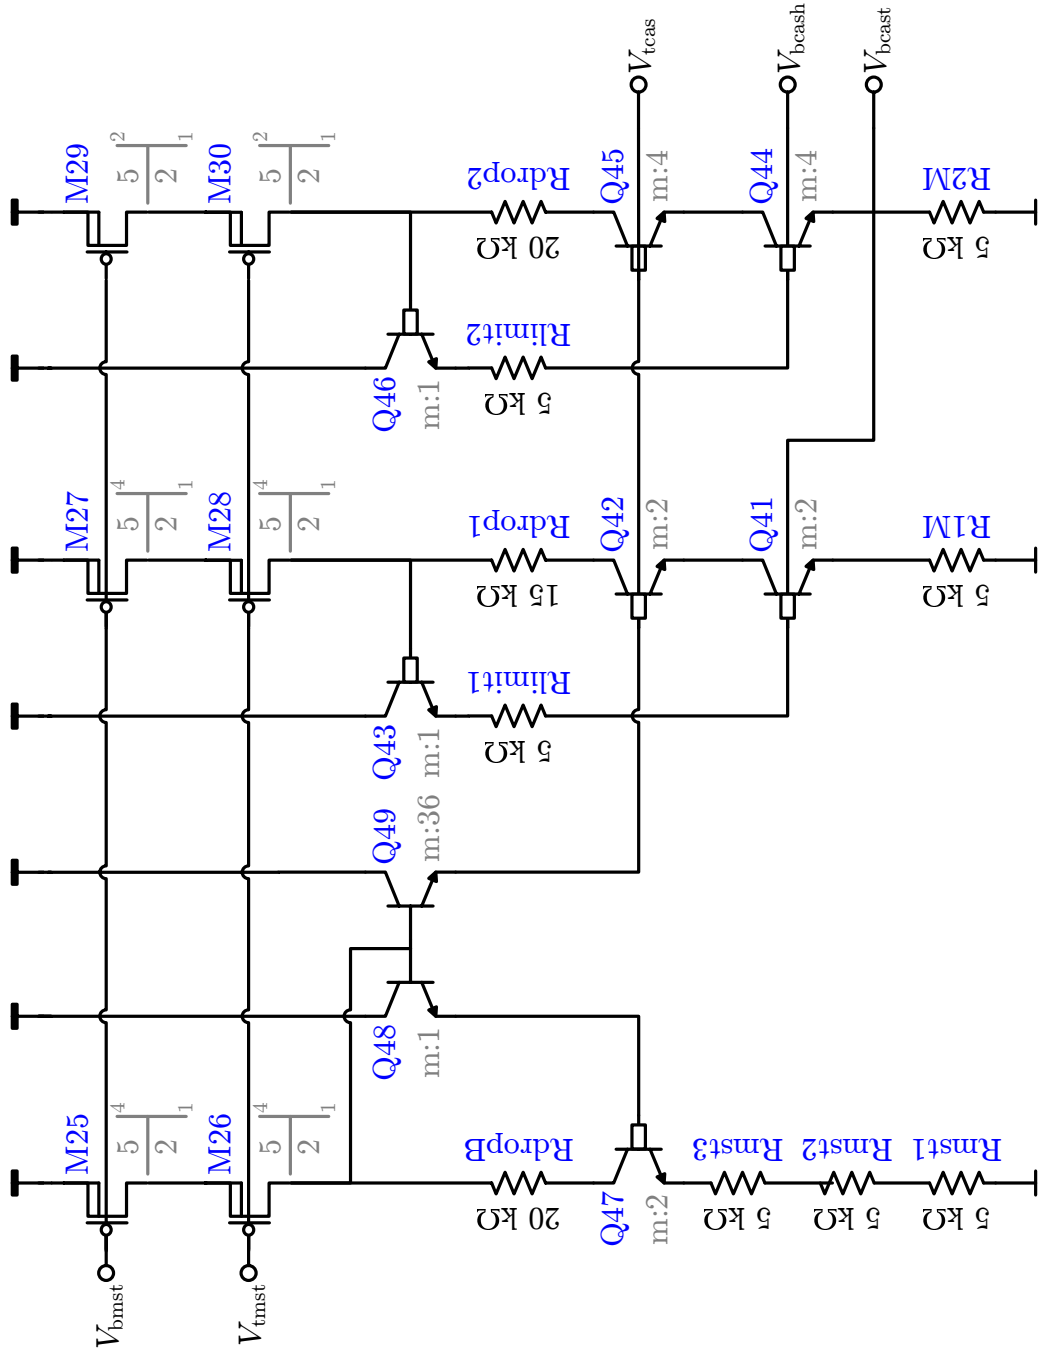 V_tcas
V_bcash
V_bcast
M29
5 2
2 1
M30
5 2
2 1
Rdrop2
20 kΩ
Q45
m:4
Q44
m:4
R2M
5 kΩ
Q46
m:1
Rlimit2
5 kΩ
M27
5 4
2 1
M28
5 4
2 1
Rdrop1
15 kΩ
Q42
m:2
Q41
m:2
R1M
5 kΩ
Q43
m:1
Rlimit1
5 kΩ
Q49
m:36
Q48
m:1
M25
5 4
2 1
M26
5 4
2 1
RdropB
20 kΩ
Q47
m:2
Rmst3
5 kΩ
Rmst2
5 kΩ
Rmst1
5 kΩ
V_bmst
V_tmst